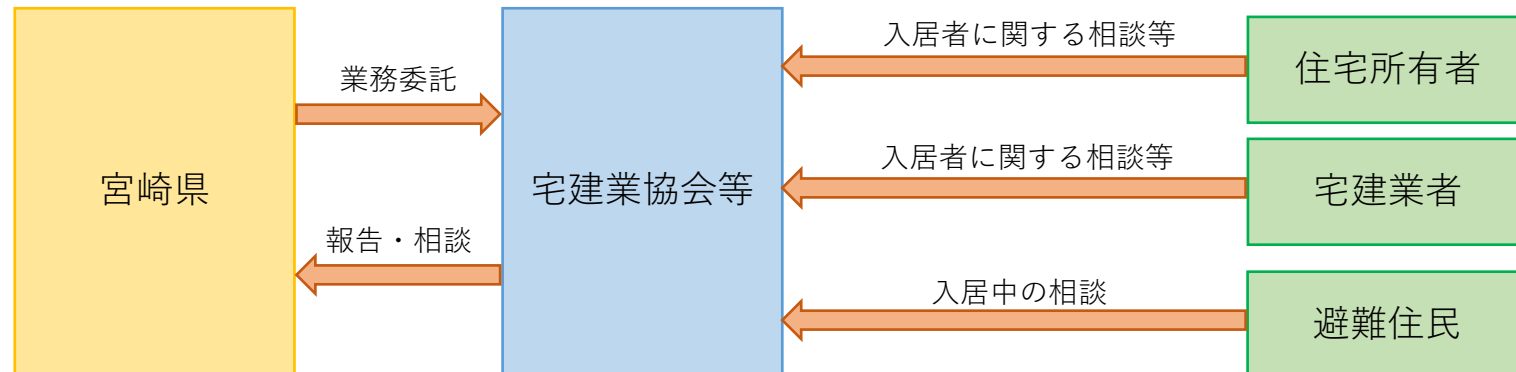 宮崎県
業務委託
報告・相談
宅建業協会等
入居者に関する相談等
住宅所有者
入居者に関する相談等
宅建業者
入居中の相談
避難住民